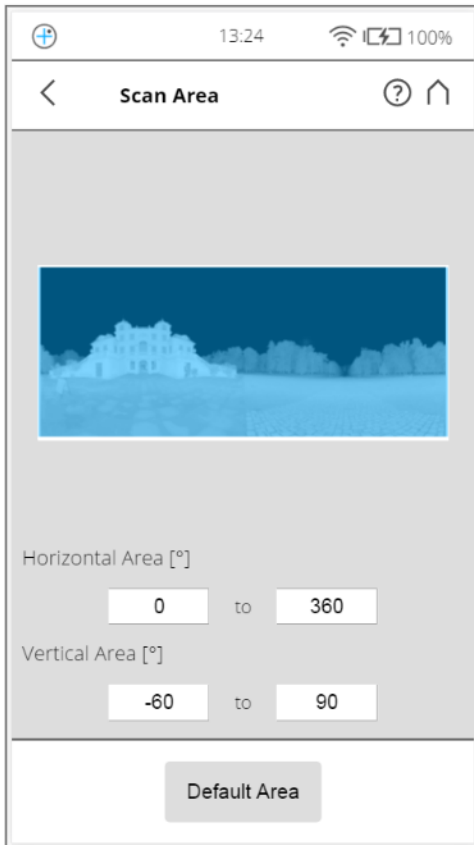 13:24 100%
Scan Area
Horizontal Area [°]
0 to 360
Vertical Area [°]
-60 to 90
Default Area